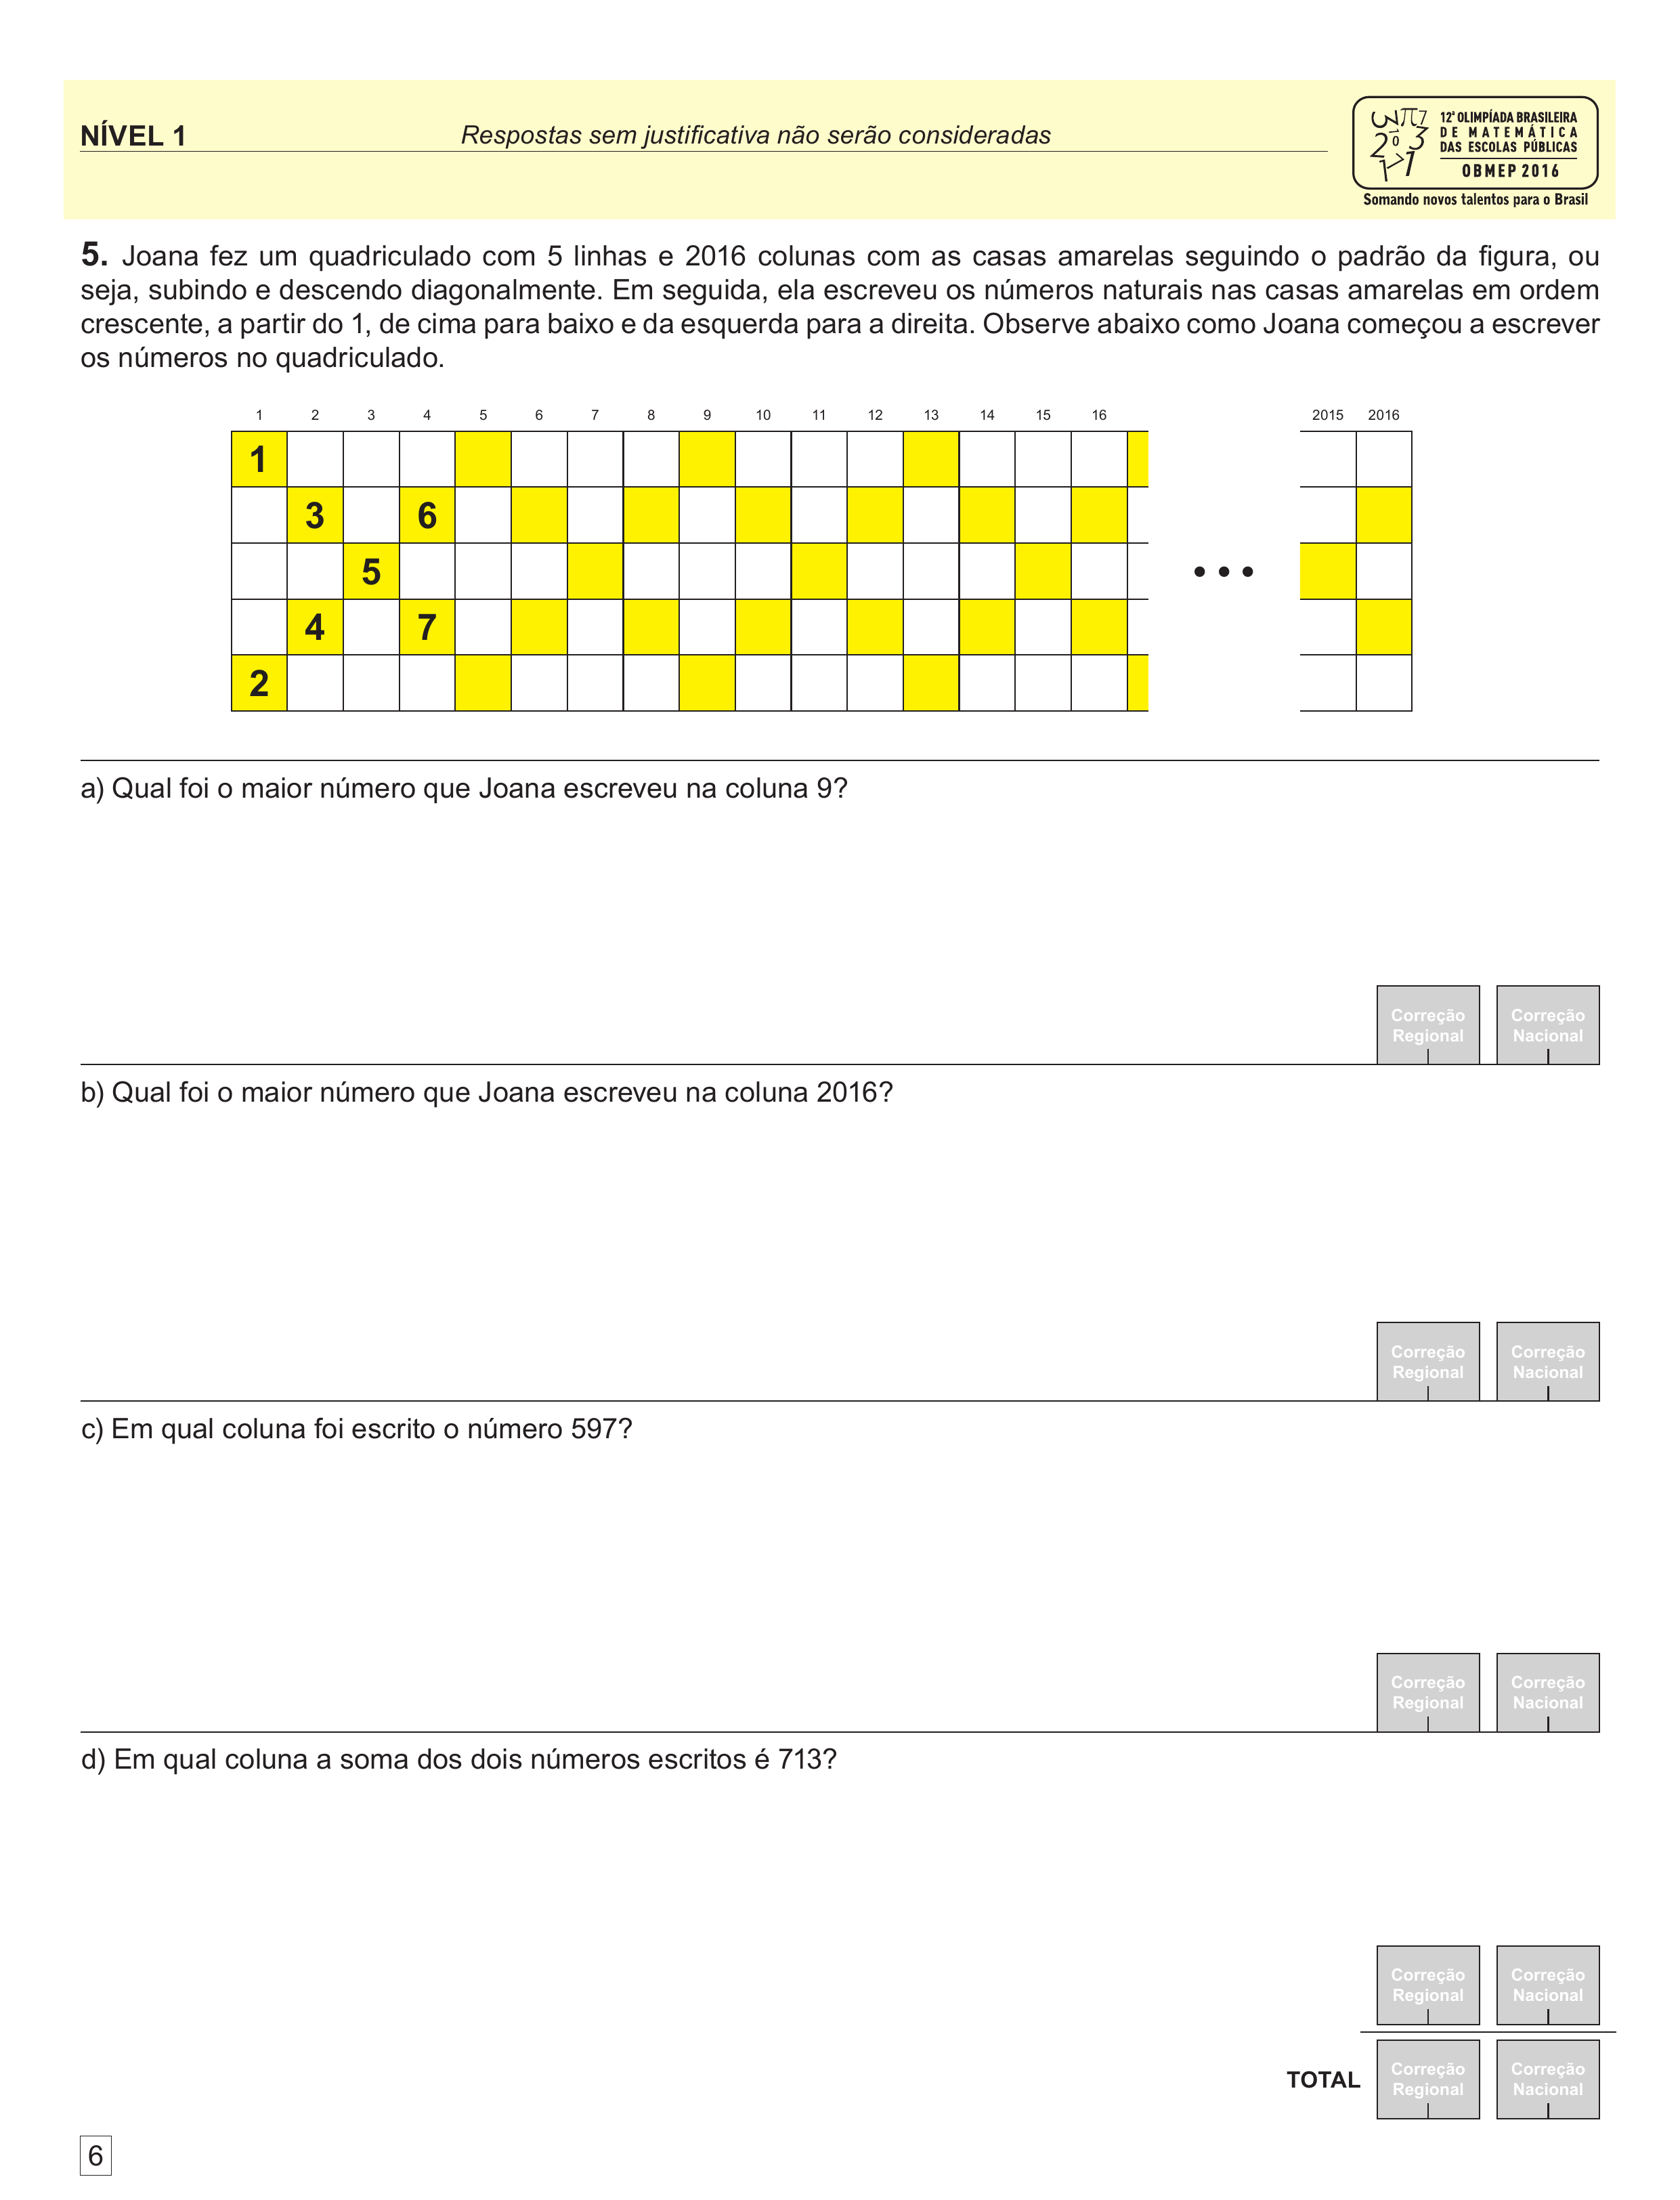 NÍVEL 1
Respostas sem justificativa não serão consideradas
12ª OLIMPÍADA BRASILEIRA
DE MATEMÁTICA
DAS ESCOLAS PÚBLICAS
OBMEP 2016
Somando novos talentos para o Brasil
5. Joana fez um quadriculado com 5 linhas e 2016 colunas com as casas amarelas seguindo o padrão da figura, ou
seja, subindo e descendo diagonalmente. Em seguida, ela escreveu os números naturais nas casas amarelas em ordem
crescente, a partir do 1, de cima para baixo e da esquerda para a direita. Observe abaixo como Joana começou a escrever
os números no quadriculado.
1 2 3 4 5 6 7 8 9 10 11 12 13 14 15 16 2015 2016
1
3 6
5
• • •
4 7
2
a) Qual foi o maior número que Joana escreveu na coluna 9?
Correção Regional
Correção Nacional
b) Qual foi o maior número que Joana escreveu na coluna 2016?
Correção Regional
Correção Nacional
c) Em qual coluna foi escrito o número 597?
Correção Regional
Correção Nacional
d) Em qual coluna a soma dos dois números escritos é 713?
Correção Regional
Correção Nacional
TOTAL
Correção Regional
Correção Nacional
6